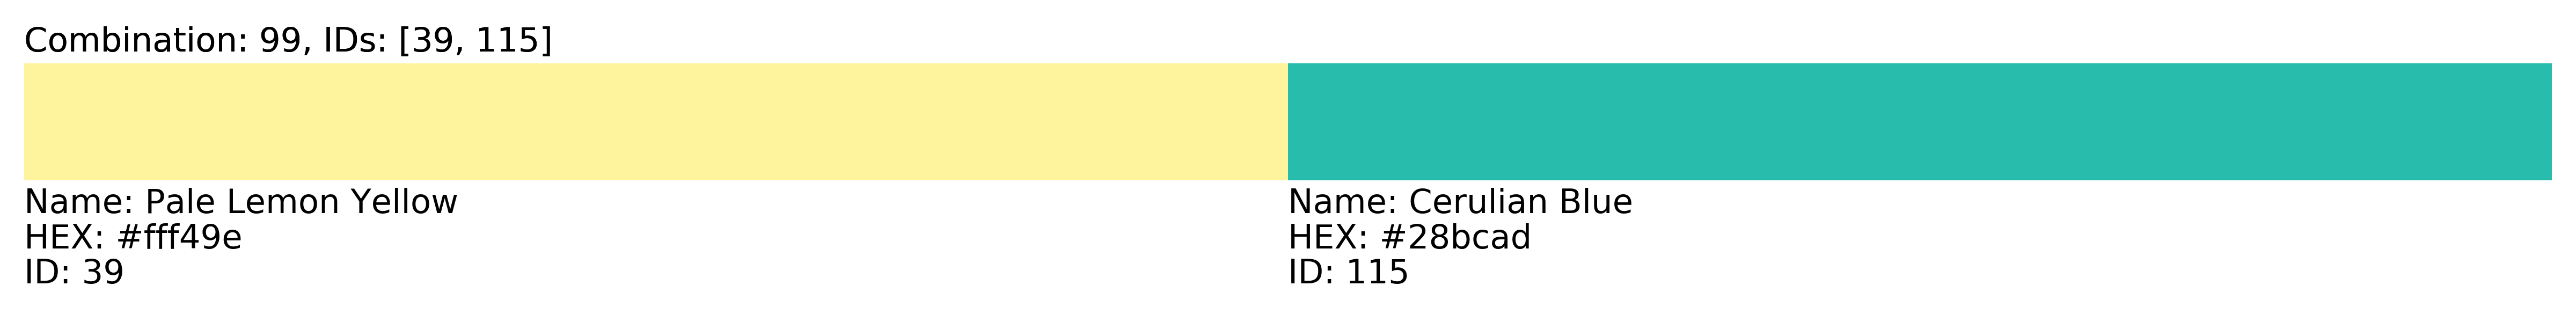 Combination: 99, IDs: [39, 115]
Name: Pale Lemon Yellow
HEX: #fff49e
ID: 39
Name: Cerulian Blue
HEX: #28bcad
ID: 115